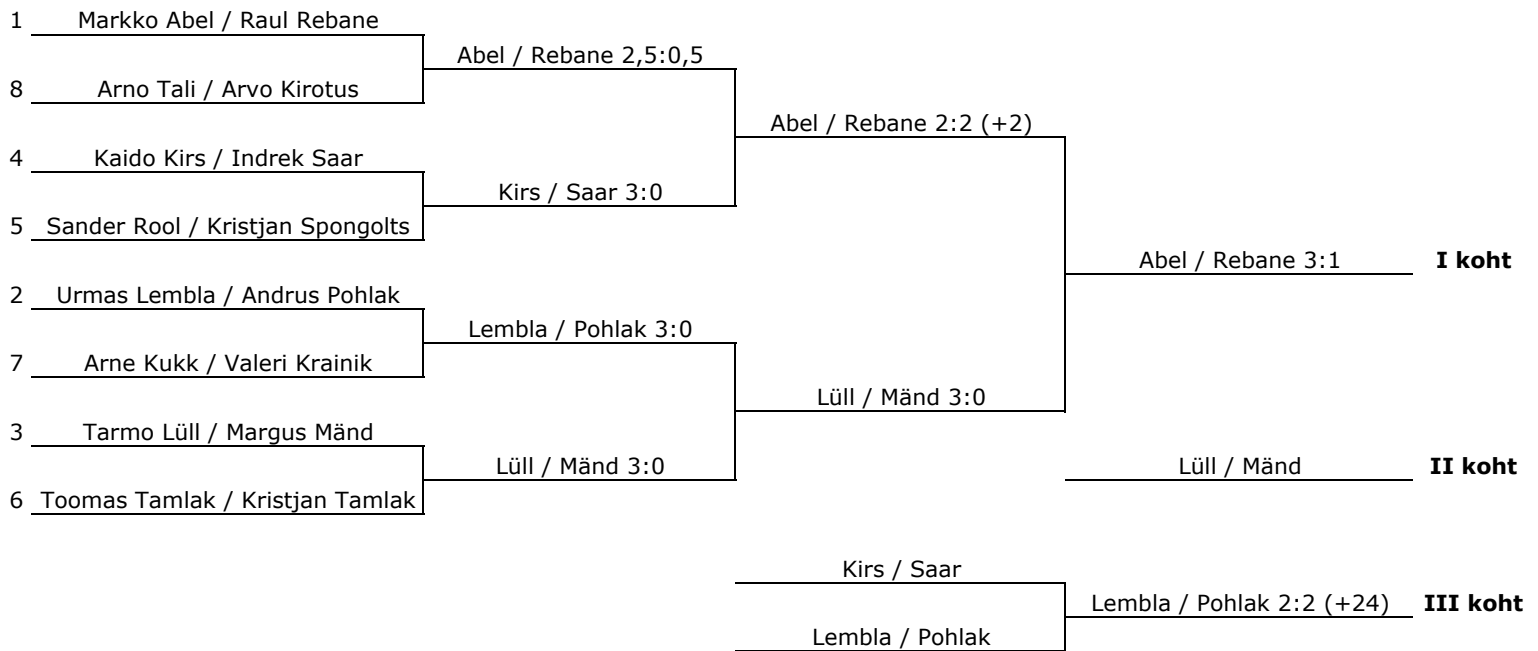 1 Markko Abel / Raul Rebane
Abel / Rebane 2,5:0,5
8 Arno Tali / Arvo Kirotus
Abel / Rebane 2:2 (+2)
4 Kaido Kirs / Indrek Saar
Kirs / Saar 3:0
5 Sander Rool / Kristjan Spongolts
Abel / Rebane 3:1 I koht
2 Urmas Lembla / Andrus Pohlak
Lembla / Pohlak 3:0
7 Arne Kukk / Valeri Krainik
Lüll / Mänd 3:0
3 Tarmo Lüll / Margus Mänd
Lüll / Mänd 3:0
Lüll / Mänd II koht
6 Toomas Tamlak / Kristjan Tamlak
Kirs / Saar
Lembla / Pohlak 2:2 (+24) III koht
Lembla / Pohlak